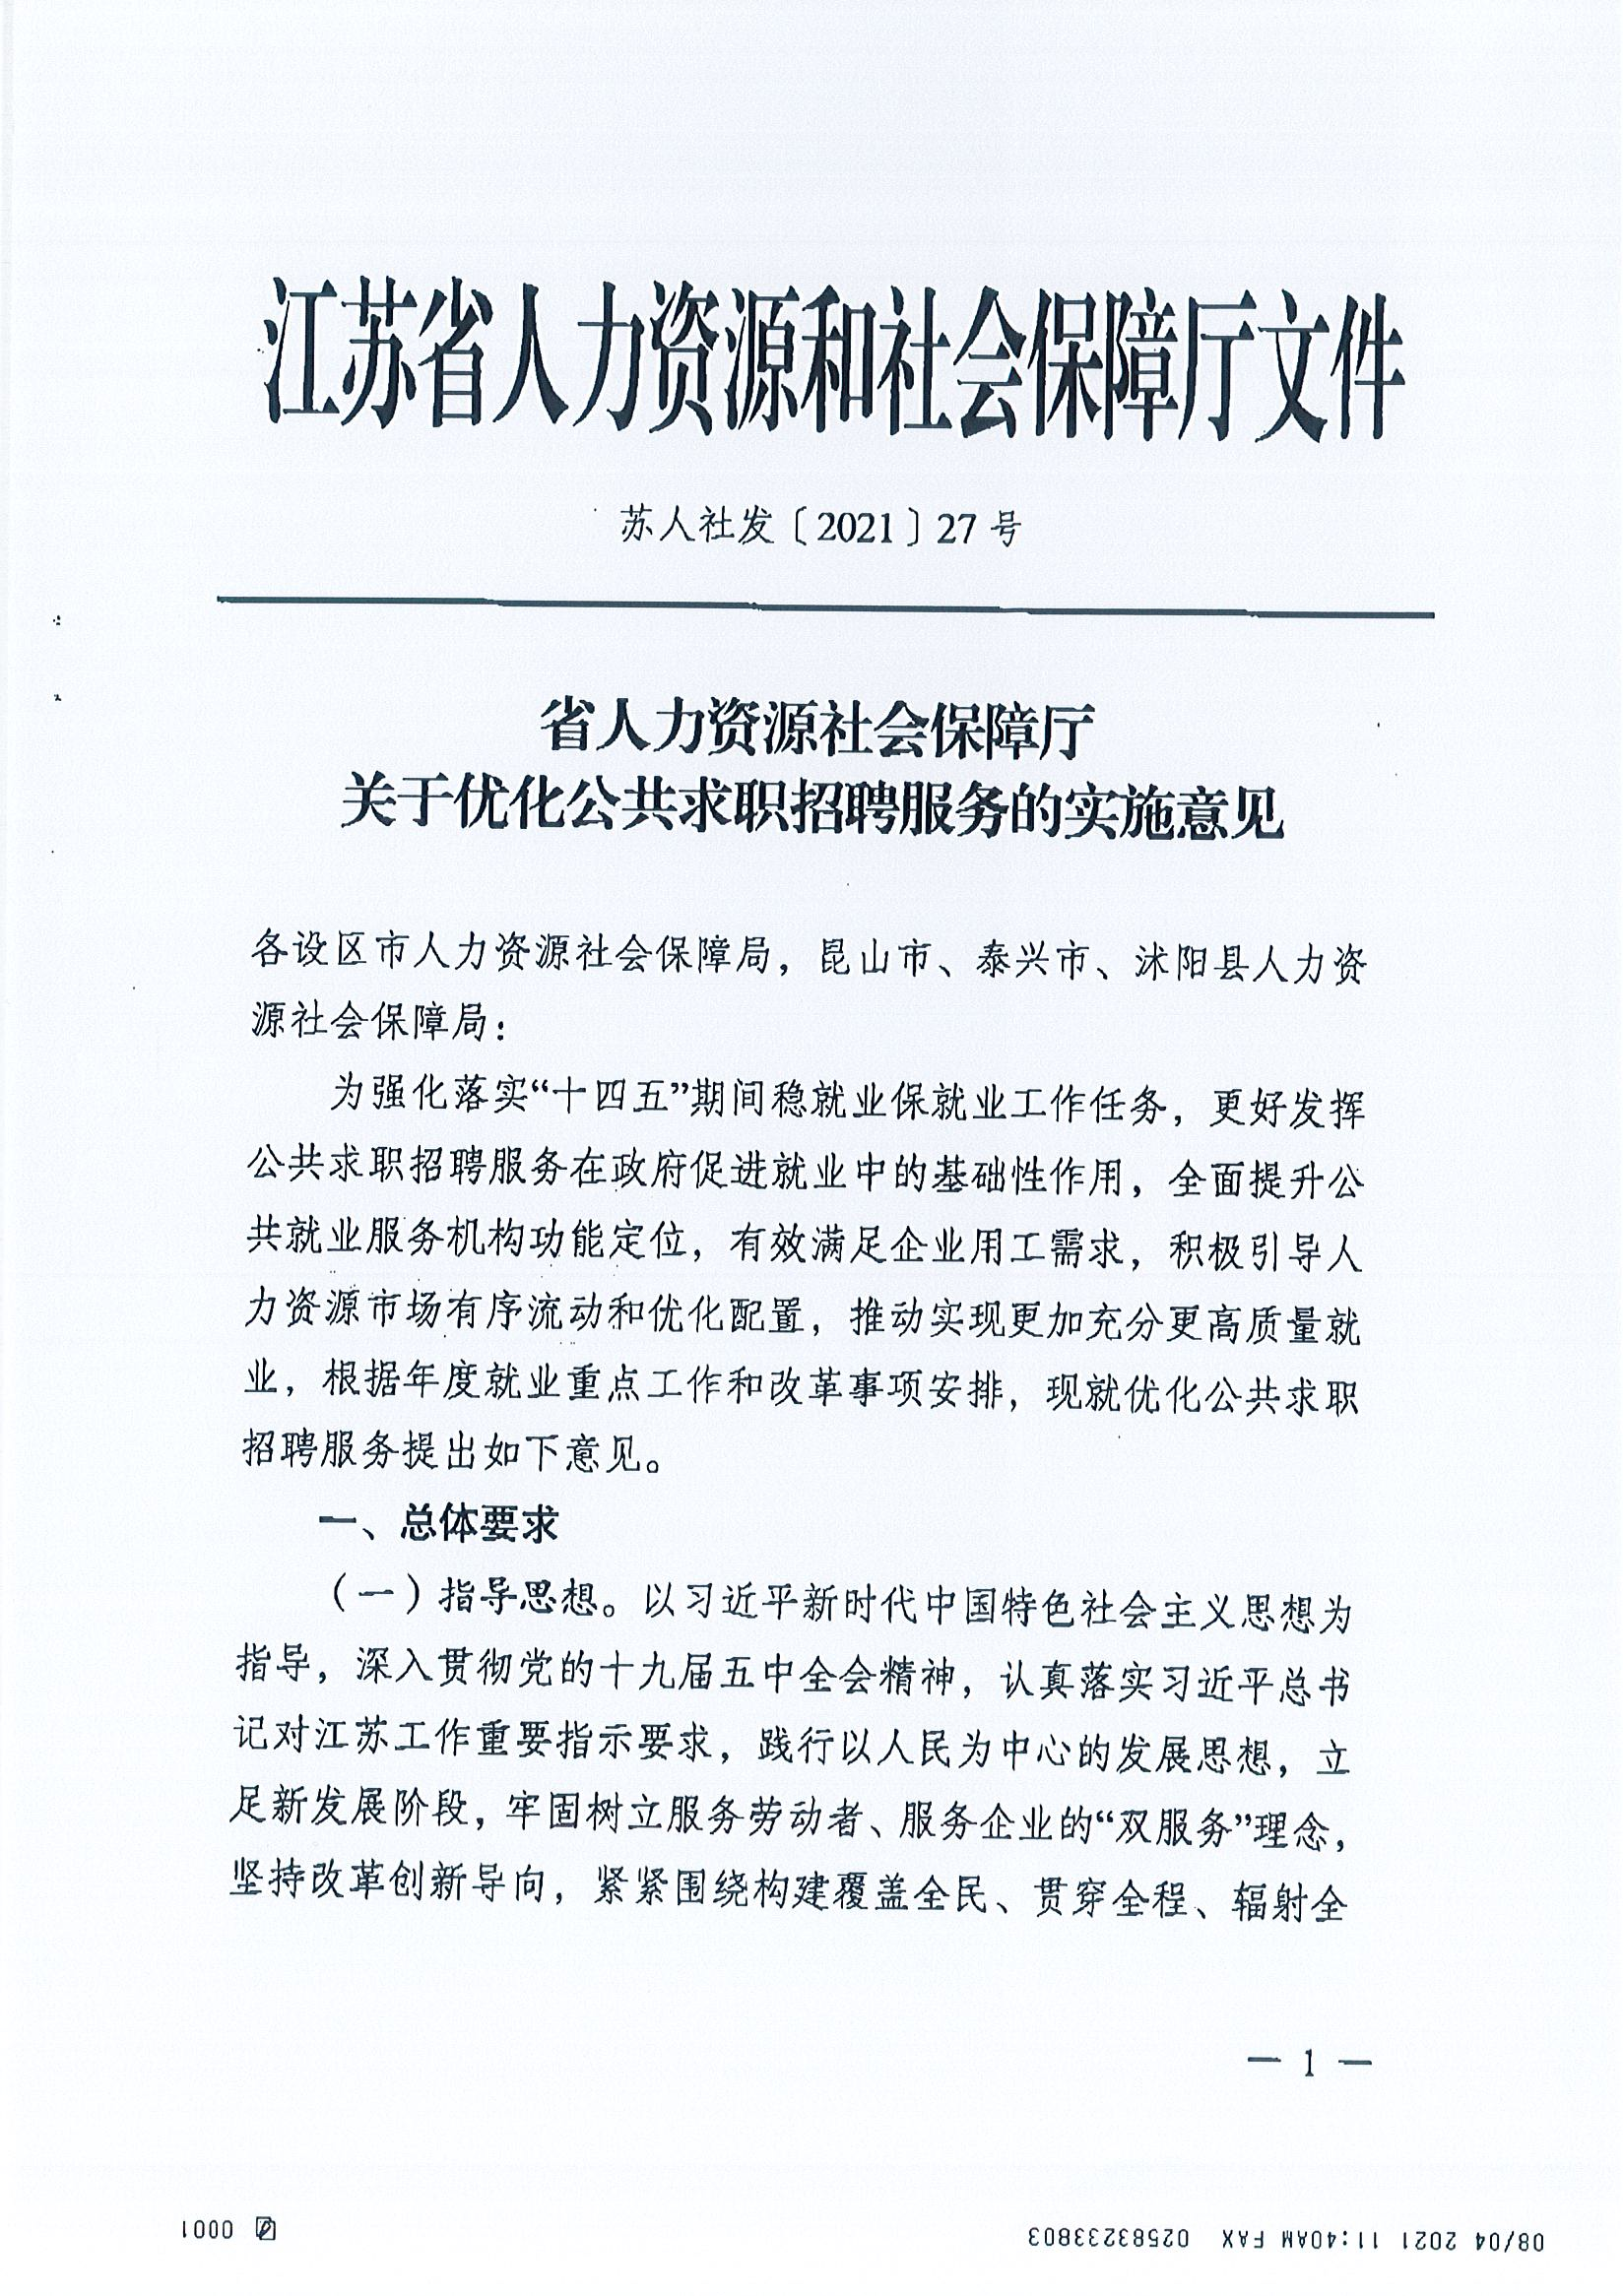 江苏省人力资源和社会保障厅文件
苏人社发〔2021〕27 号
省人力资源社会保障厅
关于优化公共求职招聘服务的实施意见
各设区市人力资源社会保障局，昆山市、泰兴市、沭阳县人力资
源社会保障局：
为强化落实“十四五”期间稳就业保就业工作任务，更好发挥
公共求职招聘服务在政府促进就业中的基础性作用，全面提升公
共就业服务机构功能定位，有效满足企业用工需求，积极引导人
力资源市场有序流动和优化配置，推动实现更加充分更高质量就
业，根据年度就业重点工作和改革事项安排，现就优化公共求职
招聘服务提出如下意见。
一、总体要求
（一）指导思想。以习近平新时代中国特色社会主义思想为
指导，深入贯彻党的十九届五中全会精神，认真落实习近平总书
记对江苏工作重要指示要求，践行以人民为中心的发展思想，立
足新发展阶段，牢固树立服务劳动者、服务企业的“双服务”理念，
坚持改革创新导向，紧紧围绕构建覆盖全民、贯穿全程、辐射全
— 1 —
08/04 2021 11:40AM FAX 02583233803
0001